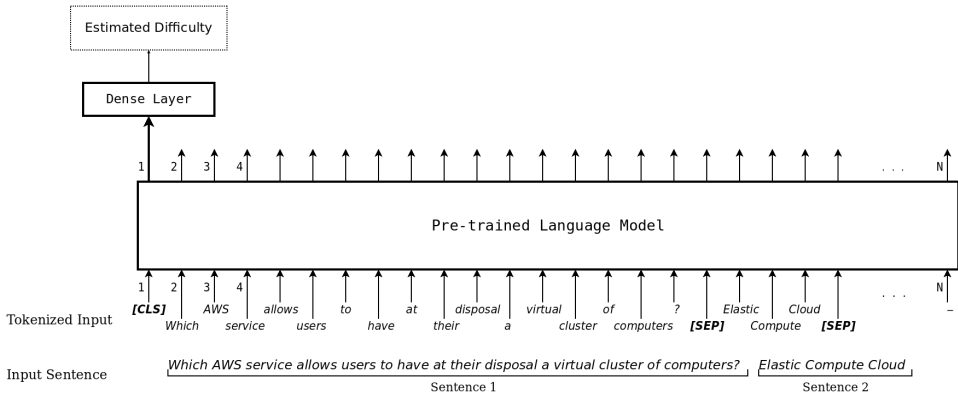 Estimated Difficulty
Dense Layer
1 2 3 4 . . . N
Pre-trained Language Model
1 2 3 4 . . . N
[CLS] AWS allows to at disposal virtual of ? Elastic Cloud –
Tokenized Input
Which service users have their a cluster computers [SEP] Compute [SEP]
Input Sentence
Which AWS service allows users to have at their disposal a virtual cluster of computers? Elastic Compute Cloud
Sentence 1 Sentence 2